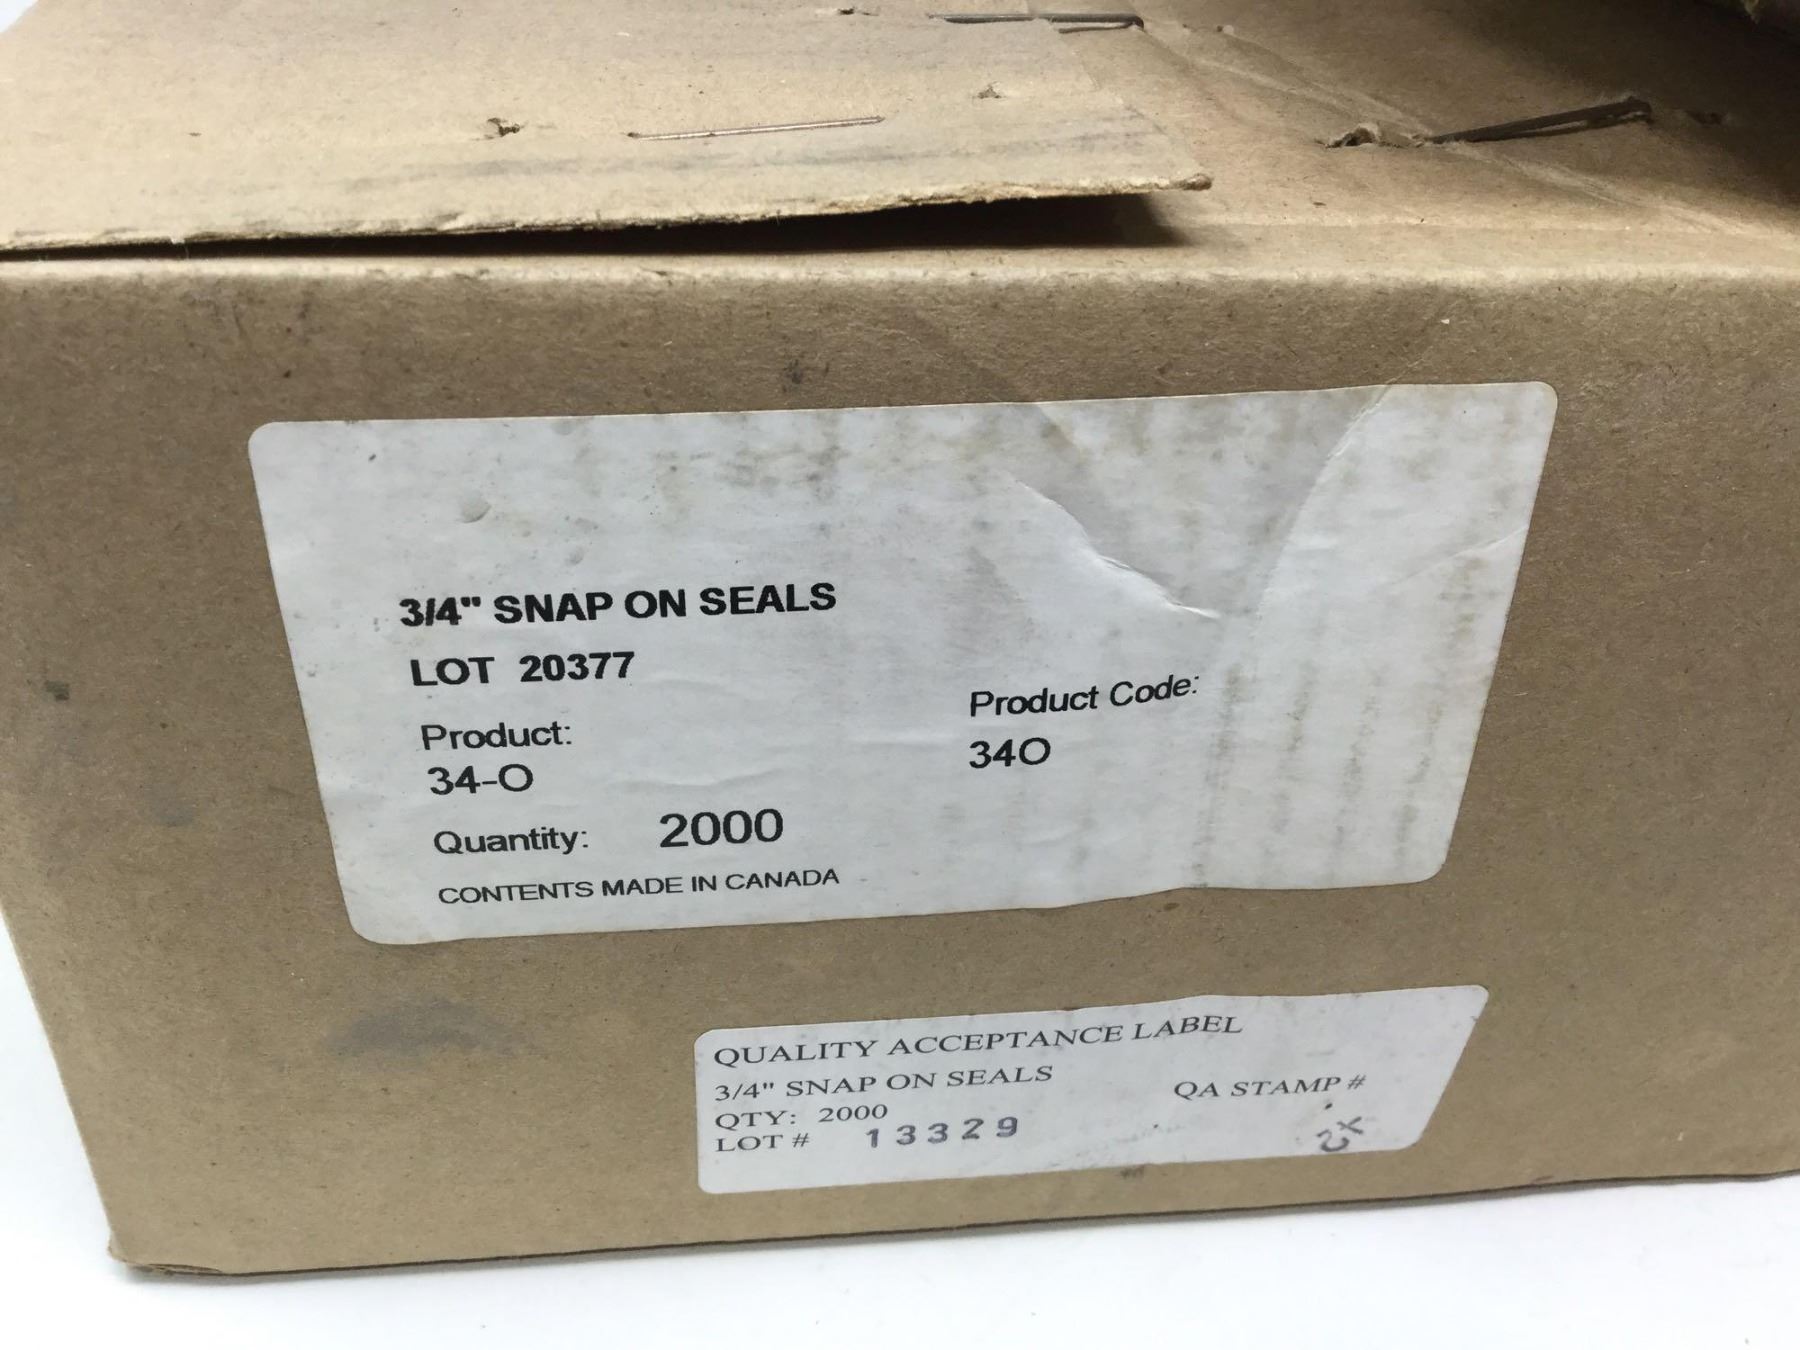 3/4" SNAP ON SEALS
LOT 20377
Product:
34-O
Product Code:
34O
Quantity: 2000
CONTENTS MADE IN CANADA
QUALITY ACCEPTANCE LABEL
3/4" SNAP ON SEALS
QTY: 2000
LOT # 13329
QA STAMP #